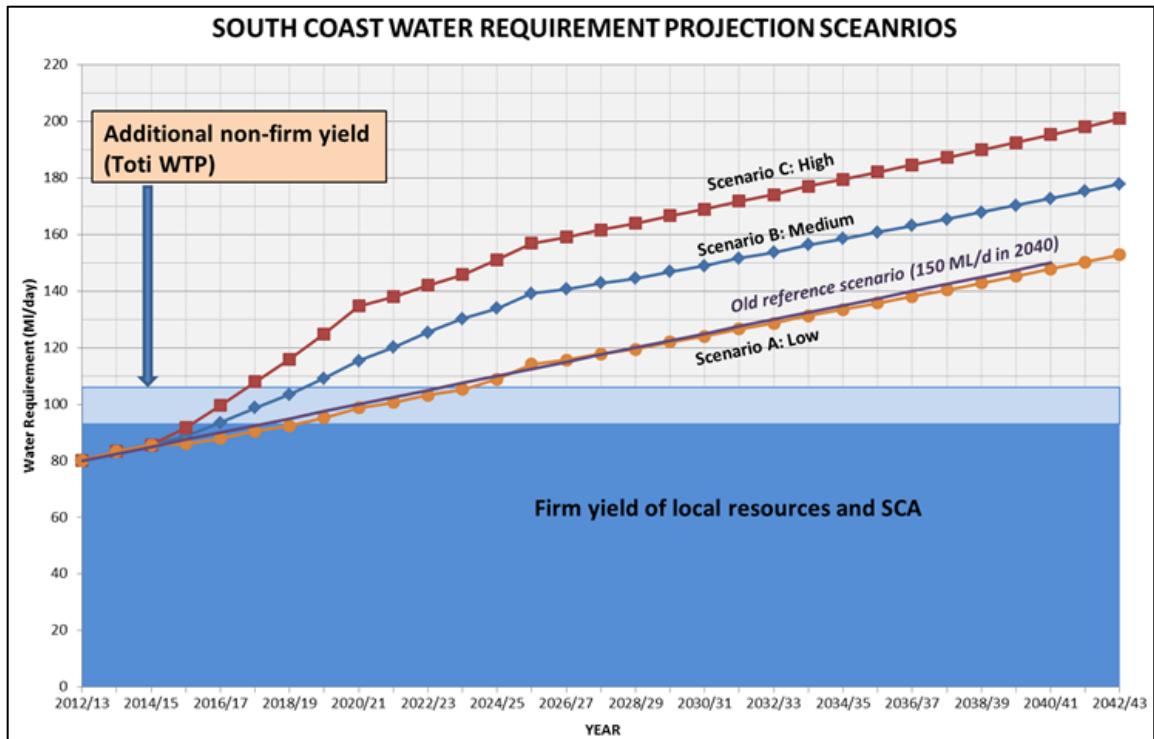 SOUTH COAST WATER REQUIREMENT PROJECTION SCEANRIOS
220
200
180
160
140
120
100
80
60
40
20
0
Water Requirement (Ml/day)
Additional non-firm yield
(Toti WTP)
Scenario C: High
Scenario B: Medium
Old reference scenario (150 ML/d in 2040)
Scenario A: Low
Firm yield of local resources and SCA
2012/13 2014/15 2016/17 2018/19 2020/21 2022/23 2024/25 2026/27 2028/29 2030/31 2032/33 2034/35 2036/37 2038/39 2040/41 2042/43
YEAR